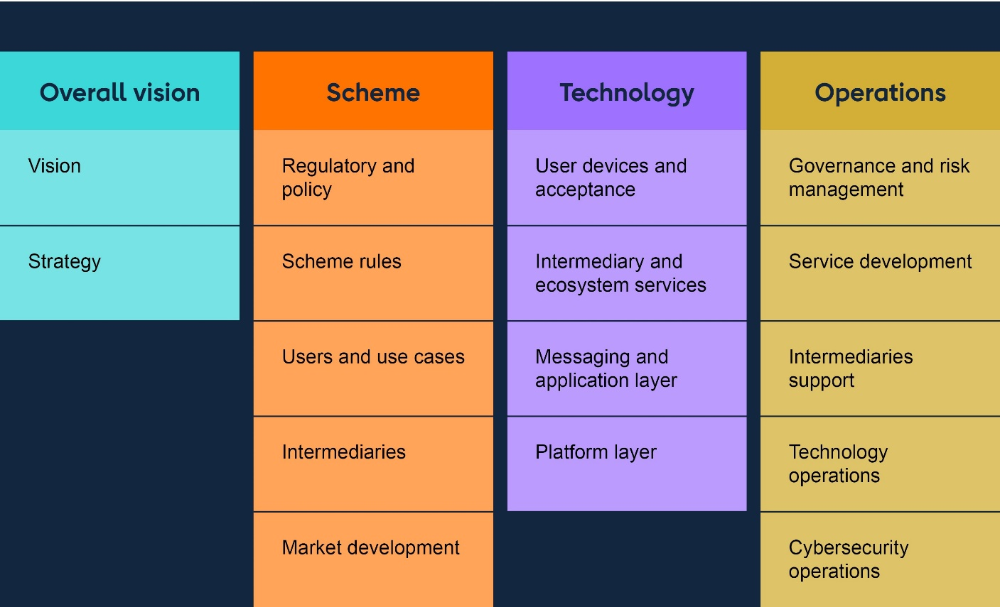 Overall vision
Vision
Strategy
Scheme
Regulatory and
policy
Scheme rules
Users and use cases
Intermediaries
Market development
Technology
User devices and
acceptance
Intermediary and
ecosystem services
Messaging and
application layer
Platform layer
Operations
Governance and risk
management
Service development
Intermediaries
support
Technology
operations
Cybersecurity
operations